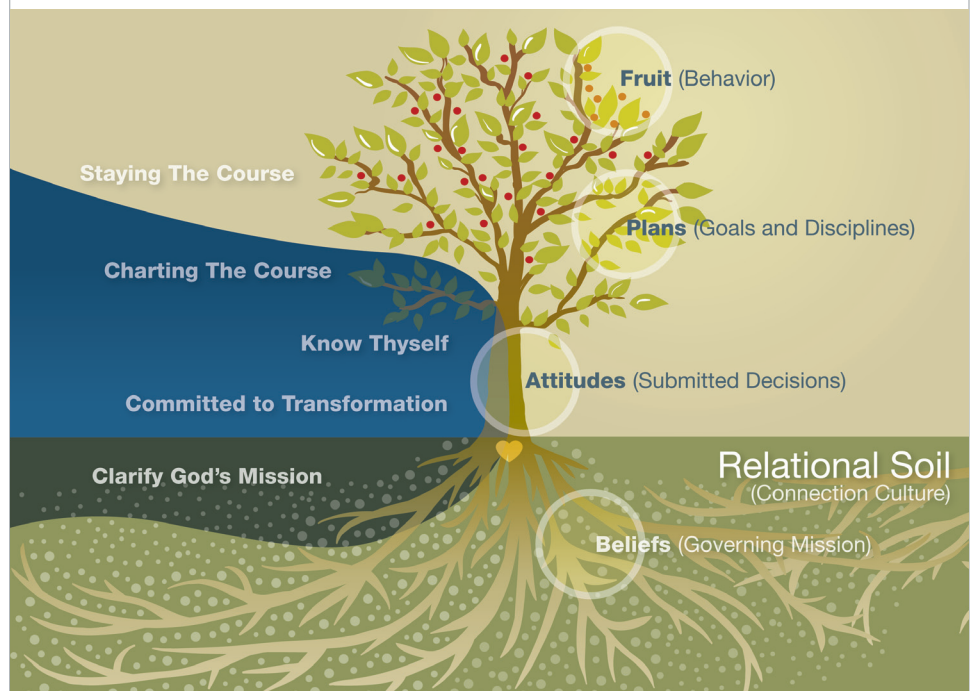 Fruit (Behavior)
Staying The Course
Plans (Goals and Disciplines)
Charting The Course
Know Thyself
Attitudes (Submitted Decisions)
Committed to Transformation
Relational Soil
(Connection Culture)
Clarify God's Mission
Beliefs (Governing Mission)